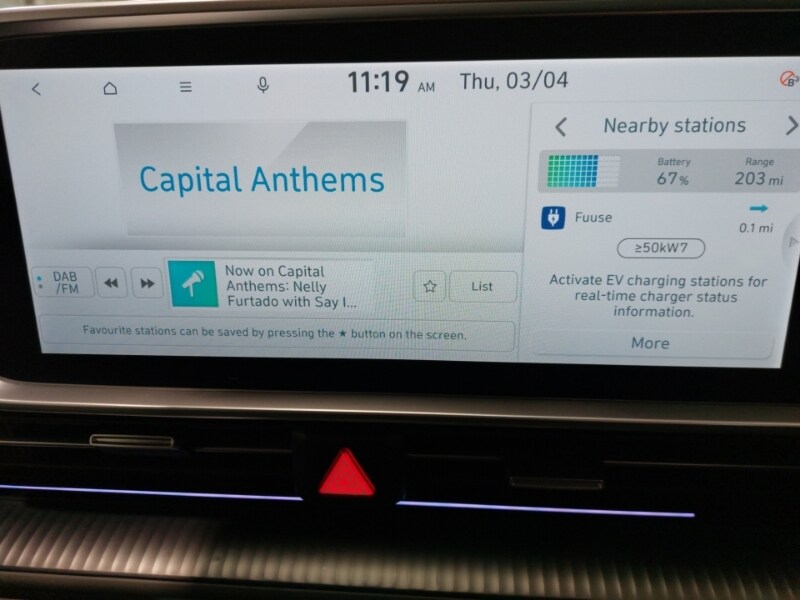 11:19 AM Thu, 03/04
Capital Anthems
DAB
/FM
Now on Capital
Anthems: Nelly
Furtado with Say I...
List
Favourite stations can be saved by pressing the ★ button on the screen.
Nearby stations
Battery
67%
Range
203 mi
Fuuse
0.1 mi
≥50kW7
Activate EV charging stations for
real-time charger status
information.
More